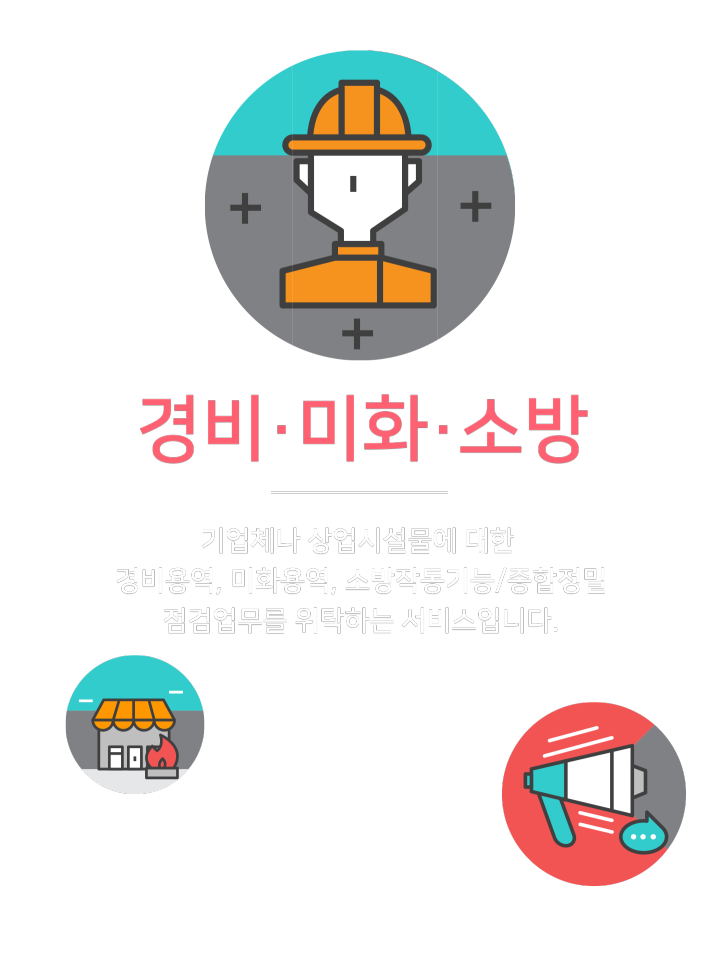 경비·미화·소방
기업체나 상업시설물에 대한
경비용역, 미화용역, 소방작동기능/종합정밀
점검업무를 위탁하는 서비스입니다.